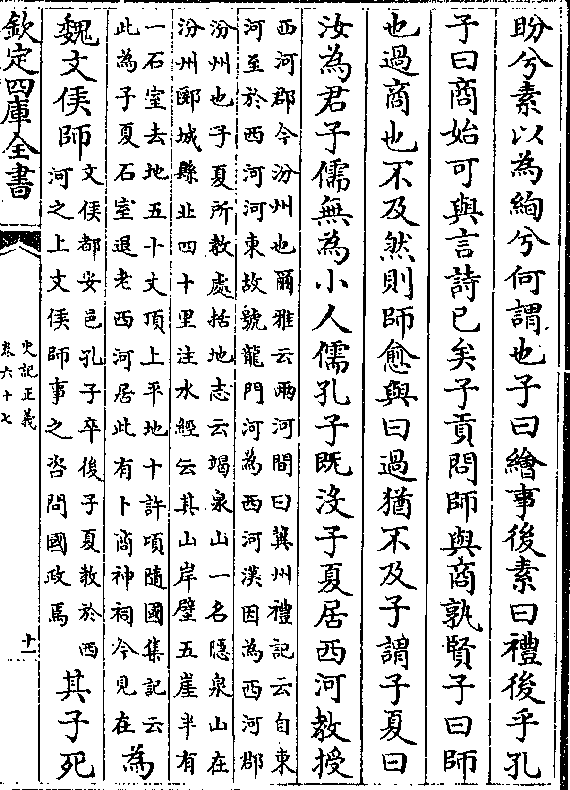 盼兮素以為絢兮何謂也子曰繪事後素曰禮後乎孔
子曰商始可與言詩已矣子貢問師與商孰賢子曰師
也過商也不及然則師愈與曰過猶不及子謂子夏曰
汝為君子儒無為小人儒孔子既沒子夏居西河教授
西河郡今汾州也爾雅云兩河間曰冀州禮記云自東
河至於西河河東故號龍門河為西河漢因為西河郡
汾州也子夏所教處括地志云謁泉山一名隱泉山在
汾州隰城縣北四十里注水經云其山岸壁五崖半有
一石室去地五十丈頂上平地十許頃隨國集記云
此為子夏石室退老西河居此有卜商神祠今見在
為
魏文侯師
文侯都安邑孔子卒後子夏教於西
河之上文侯師事之咨問國政焉
其子死
欽定四庫全書
史記正義
卷六十七
十一